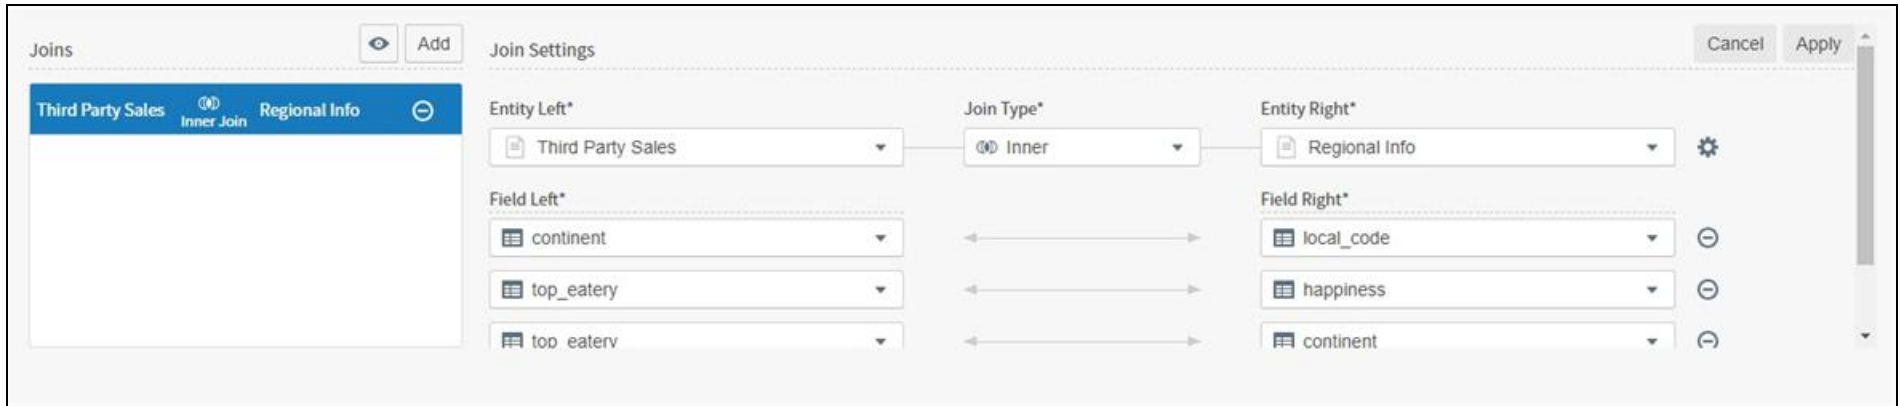 Joins
Add
Join Settings
Cancel
Apply
Third Party Sales
Inner Join
Regional Info
Entity Left*
Join Type*
Entity Right*
Third Party Sales
Inner
Regional Info
Field Left*
Field Right*
continent
local_code
top_eatery
happiness
top_eatery
continent